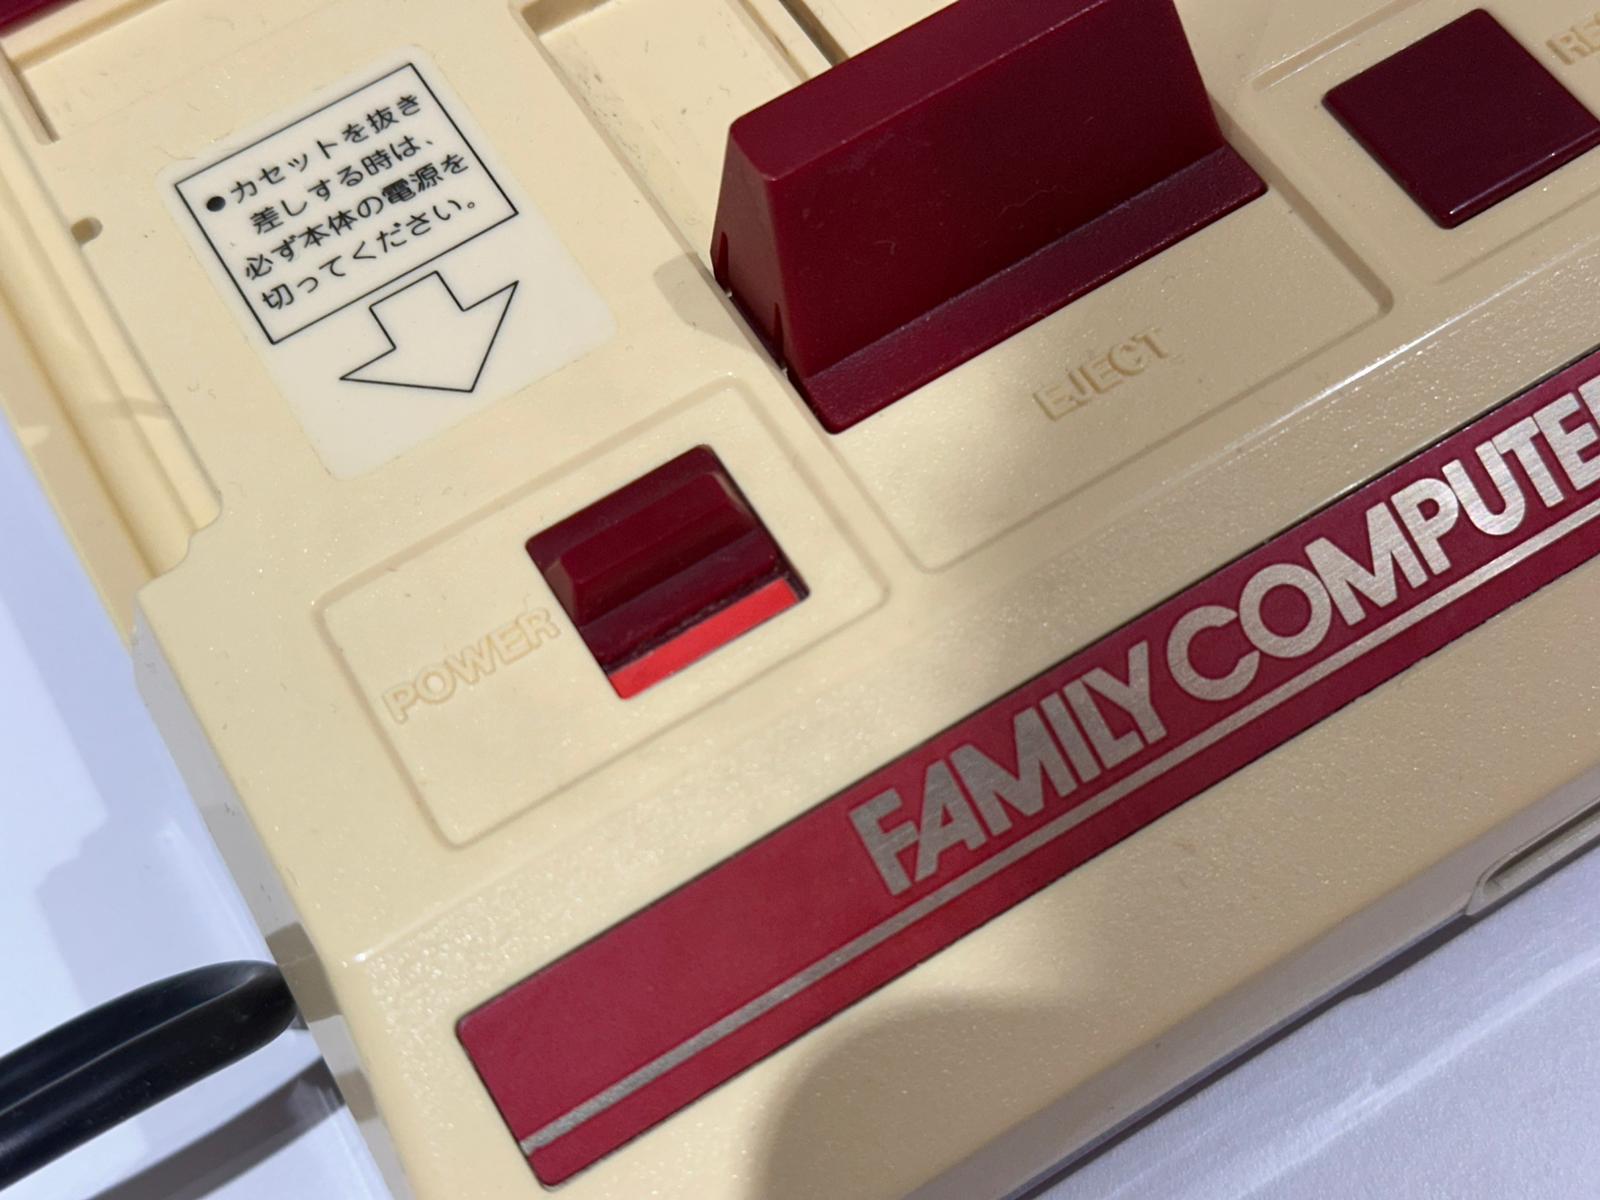 ●カセットを抜き
差しする時は、
必ず本体の電源を
切ってください。
EJECT
POWER
FAMILY COMPUTER